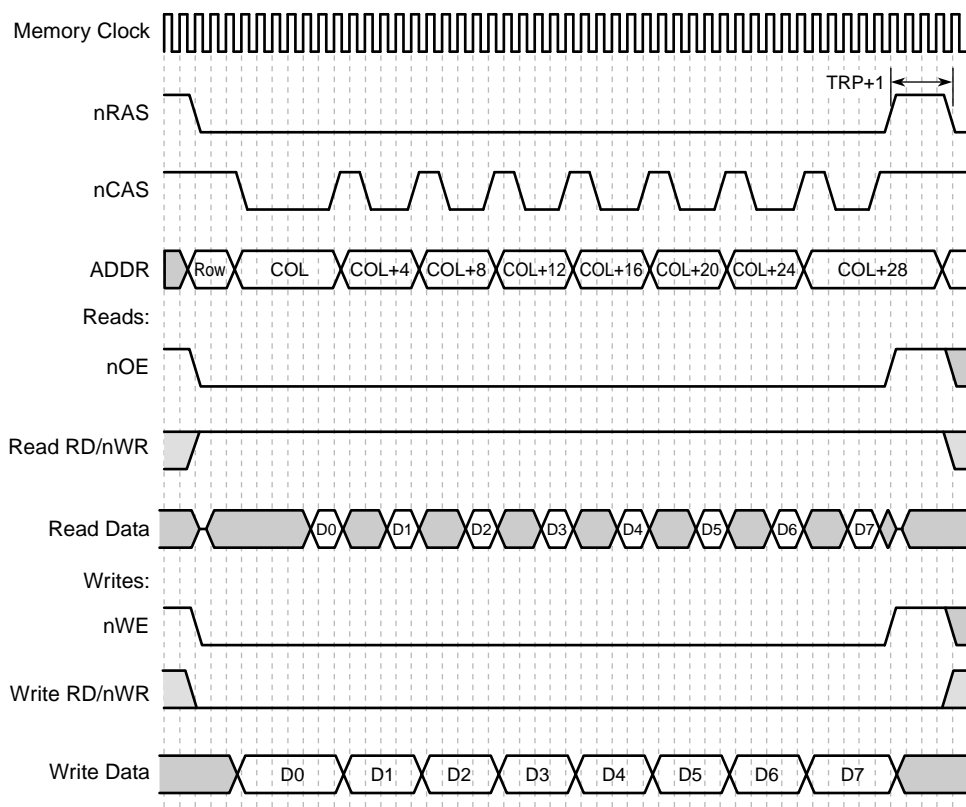 Memory Clock
TRP+1
nRAS
nCAS
ADDR Row COL COL+4 COL+8 COL+12 COL+16 COL+20 COL+24 COL+28
Reads:
nOE
Read RD/nWR
Read Data D0 D1 D2 D3 D4 D5 D6 D7
Writes:
nWE
Write RD/nWR
Write Data D0 D1 D2 D3 D4 D5 D6 D7